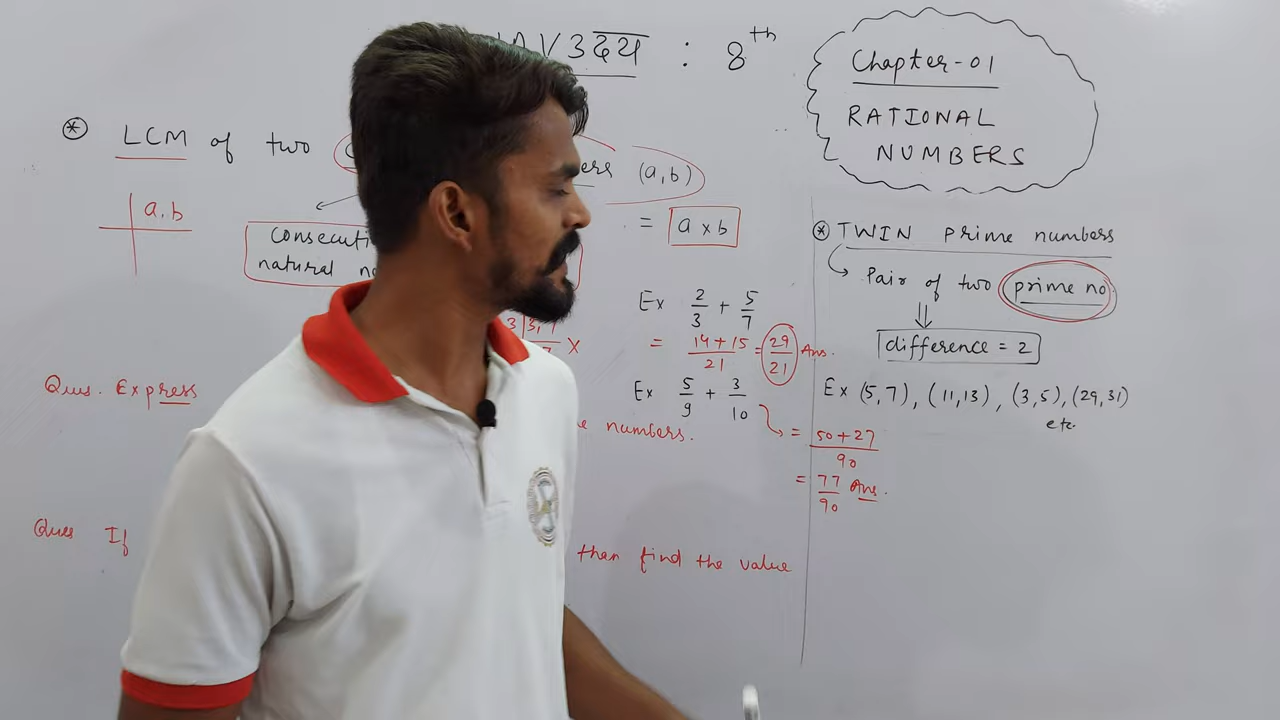 : 8th
Chapter-01
RATIONAL
NUMBERS
* LCM of two (a,b)
a, b
= a x b
Consecuti
natural n
Ex 2/3 + 5/7
= 14+15/21 = 29/21 Ans.
Ex 5/9 + 3/10
= 50+27/90
= 77/90 Ans.
Ques. Express
numbers.
Ques If
than find the value
* TWIN prime numbers
Pair of two prime no
difference = 2
Ex (5,7), (11,13), (3,5), (29,31)
etc.